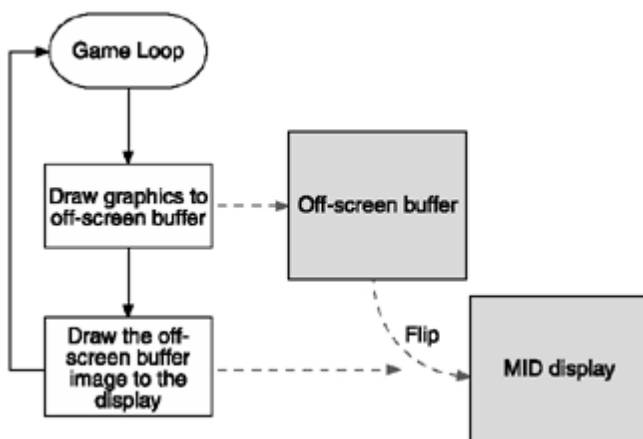 Game Loop
Draw graphics to
off-screen buffer
Off-screen buffer
Draw the off-
screen buffer
image to the
display
Flip
MID display